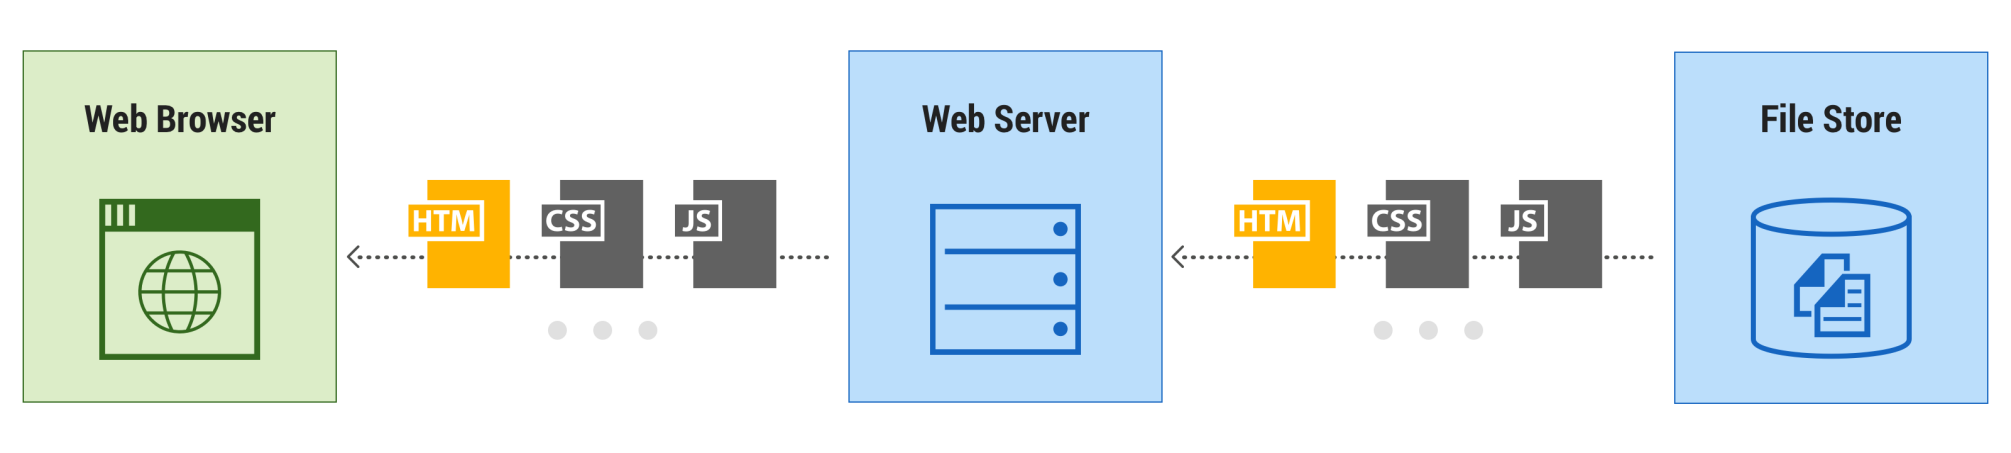 Web Browser
HTM
CSS
JS
Web Server
HTM
CSS
JS
File Store